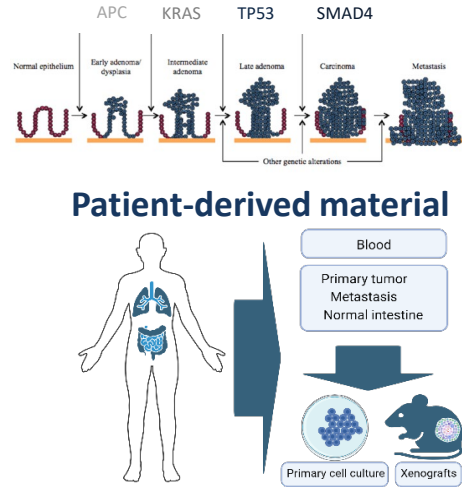 APC KRAS TP53 SMAD4
Normal epithelium
Early adenoma/
dysplasia
Intermediate
adenoma
Late adenoma
Carcinoma
Metastasis
Other genetic alterations
Patient-derived material
Blood
Primary tumor
Metastasis
Normal intestine
Primary cell culture
Xenografts